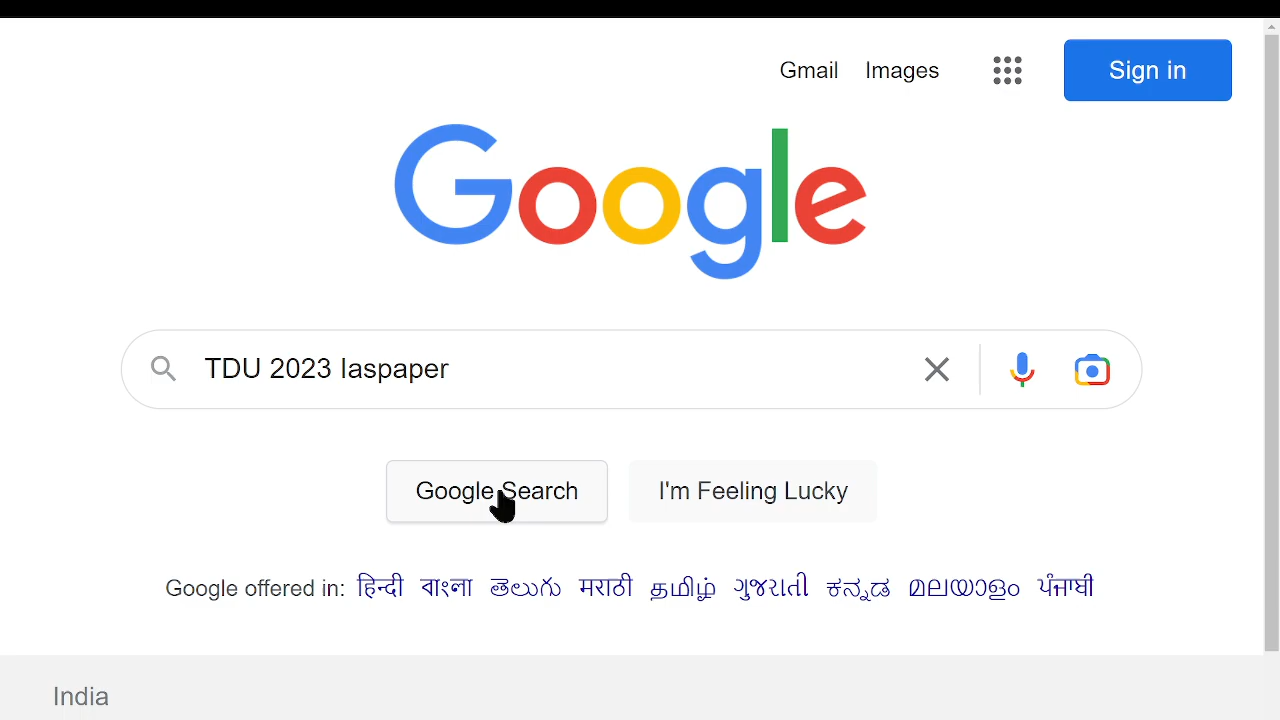 Gmail Images Sign in
Google
TDU 2023 Iaspaper
Google Search I'm Feeling Lucky
Google offered in: हिन्दी বাংলা తెలుగు मराठी தமிழ் ગુજરાતી ಕನ್ನಡ മലയാളം ਪੰਜਾਬੀ
India